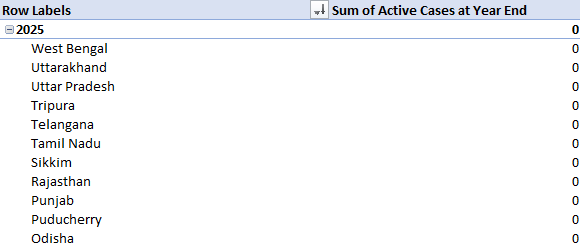 Row Labels Sum of Active Cases at Year End
2025 0
West Bengal 0
Uttarakhand 0
Uttar Pradesh 0
Tripura 0
Telangana 0
Tamil Nadu 0
Sikkim 0
Rajasthan 0
Punjab 0
Puducherry 0
Odisha 0